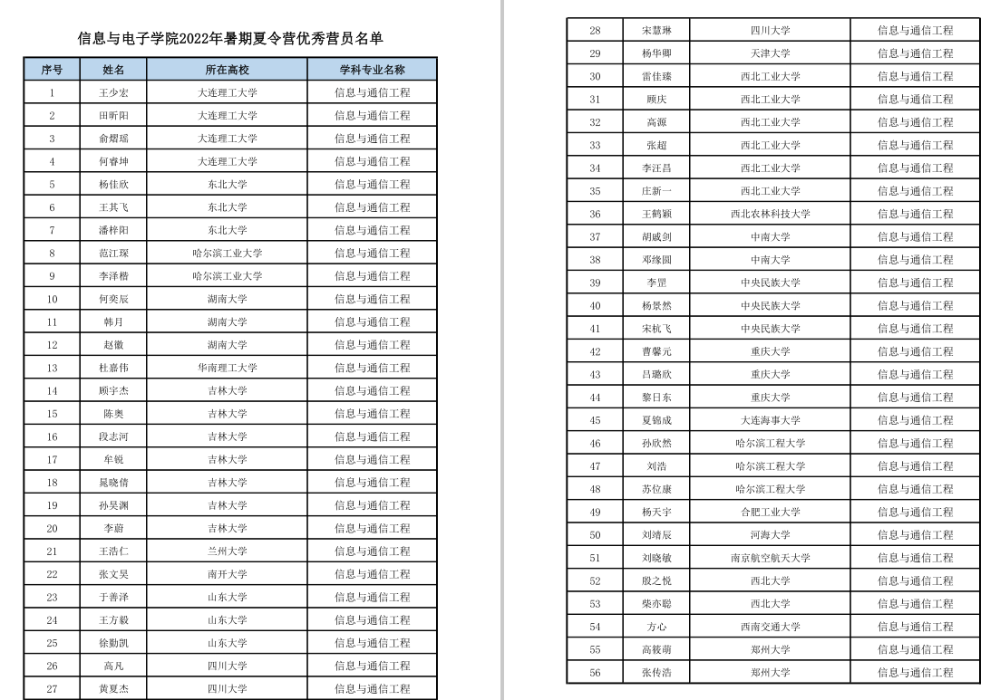 信息与电子学院2022年暑期夏令营优秀营员名单
序号 姓名 所在高校 学科专业名称
1 王少宏 大连理工大学 信息与通信工程
2 田昕阳 大连理工大学 信息与通信工程
3 俞熠瑶 大连理工大学 信息与通信工程
4 何睿坤 大连理工大学 信息与通信工程
5 杨佳欣 东北大学 信息与通信工程
6 王其飞 东北大学 信息与通信工程
7 潘梓阳 东北大学 信息与通信工程
8 范江琛 哈尔滨工业大学 信息与通信工程
9 李泽楷 哈尔滨工业大学 信息与通信工程
10 何奕辰 湖南大学 信息与通信工程
11 韩月 湖南大学 信息与通信工程
12 赵徽 湖南大学 信息与通信工程
13 杜嘉伟 华南理工大学 信息与通信工程
14 顾宇杰 吉林大学 信息与通信工程
15 陈奥 吉林大学 信息与通信工程
16 段志河 吉林大学 信息与通信工程
17 牟锐 吉林大学 信息与通信工程
18 晁晓倩 吉林大学 信息与通信工程
19 孙昊渊 吉林大学 信息与通信工程
20 李蔚 吉林大学 信息与通信工程
21 王浩仁 兰州大学 信息与通信工程
22 张文昊 南开大学 信息与通信工程
23 于善泽 山东大学 信息与通信工程
24 王方毅 山东大学 信息与通信工程
25 徐勤凯 山东大学 信息与通信工程
26 高凡 四川大学 信息与通信工程
27 黄夏杰 四川大学 信息与通信工程
28 宋慧琳 四川大学 信息与通信工程
29 杨华卿 天津大学 信息与通信工程
30 雷佳臻 西北工业大学 信息与通信工程
31 顾庆 西北工业大学 信息与通信工程
32 高源 西北工业大学 信息与通信工程
33 张超 西北工业大学 信息与通信工程
34 李汪昌 西北工业大学 信息与通信工程
35 庄新一 西北工业大学 信息与通信工程
36 王鹤颖 西北农林科技大学 信息与通信工程
37 胡戚剑 中南大学 信息与通信工程
38 邓缘圆 中南大学 信息与通信工程
39 李罡 中央民族大学 信息与通信工程
40 杨景然 中央民族大学 信息与通信工程
41 宋杭飞 中央民族大学 信息与通信工程
42 曹馨元 重庆大学 信息与通信工程
43 吕璐欣 重庆大学 信息与通信工程
44 黎日东 重庆大学 信息与通信工程
45 夏锦成 大连海事大学 信息与通信工程
46 孙欣然 哈尔滨工程大学 信息与通信工程
47 刘浩 哈尔滨工程大学 信息与通信工程
48 苏位康 哈尔滨工程大学 信息与通信工程
49 杨天宇 合肥工业大学 信息与通信工程
50 刘靖辰 河海大学 信息与通信工程
51 刘晓敏 南京航空航天大学 信息与通信工程
52 殷之悦 西北大学 信息与通信工程
53 柴亦聪 西北大学 信息与通信工程
54 方心 西南交通大学 信息与通信工程
55 高筱萌 郑州大学 信息与通信工程
56 张传浩 郑州大学 信息与通信工程